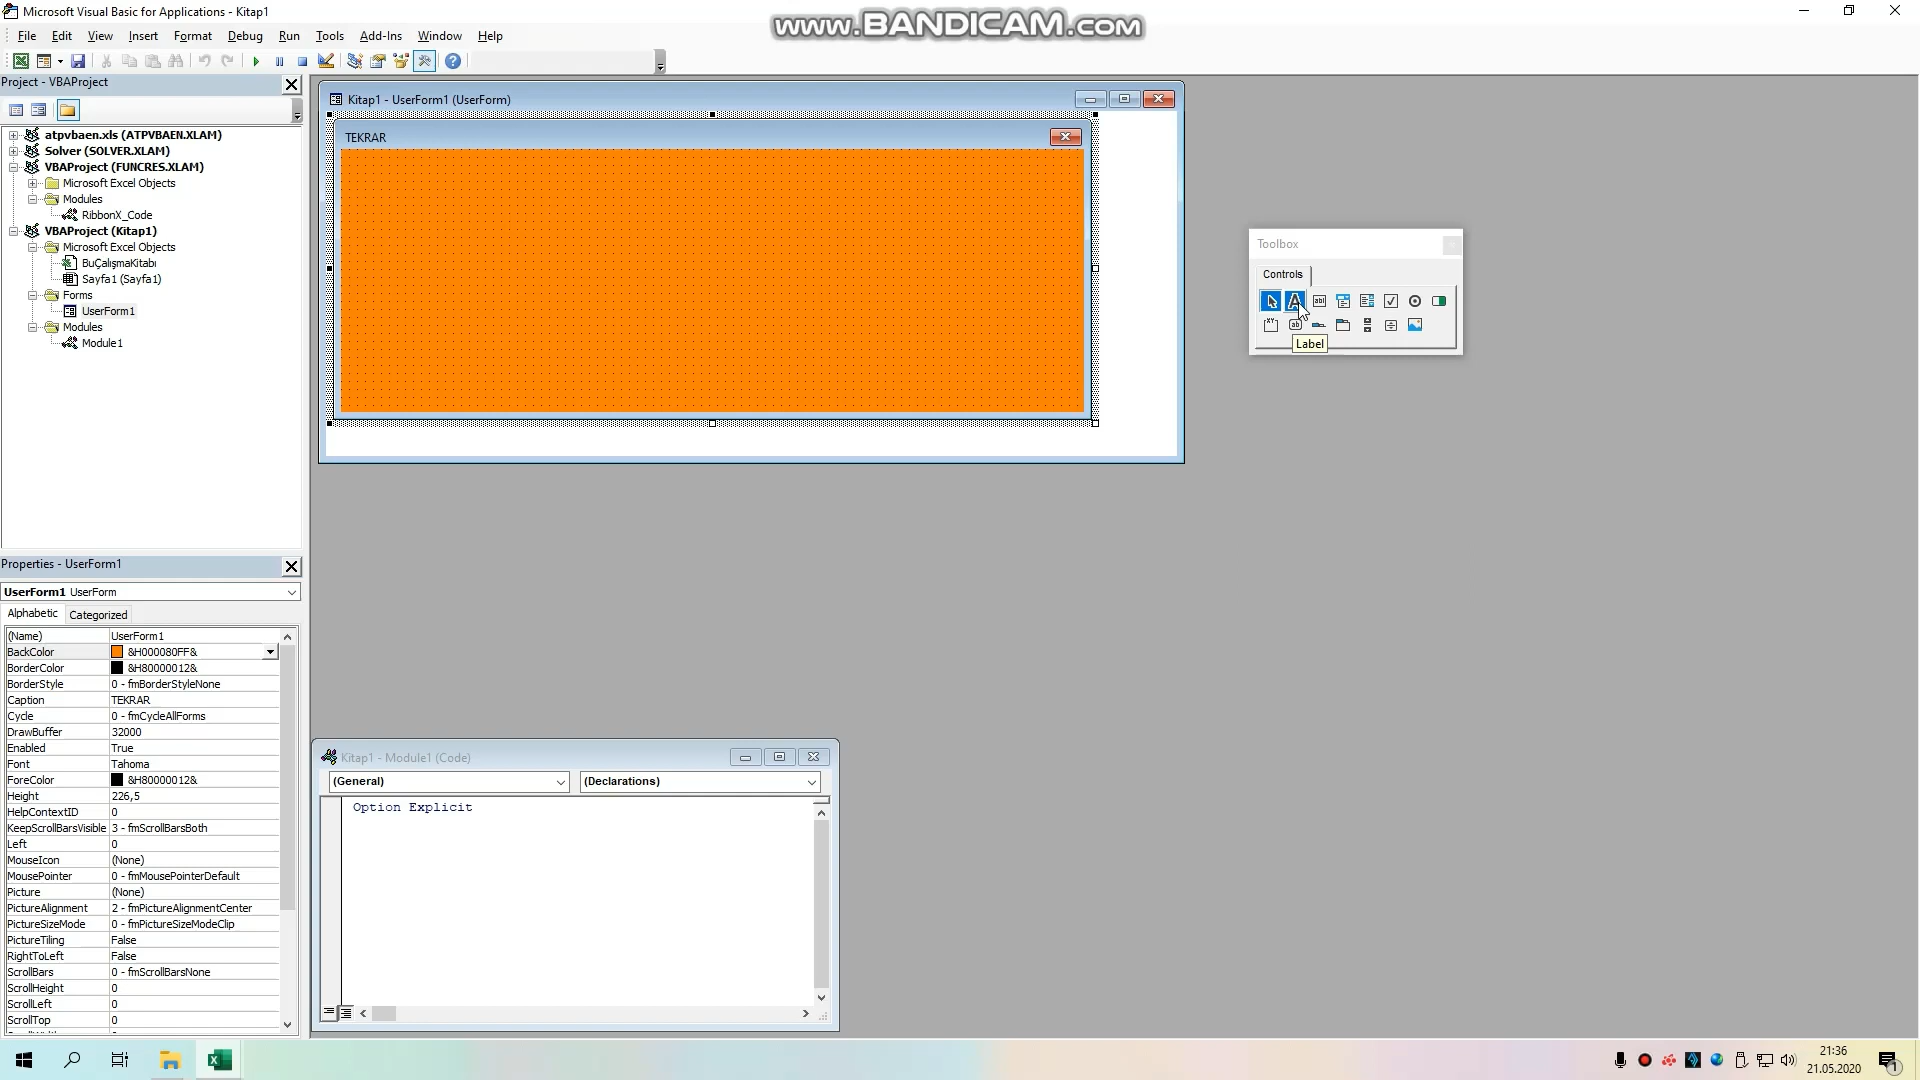 Microsoft Visual Basic for Applications - Kitap1
www.BANDICAM.com
File Edit View Insert Format Debug Run Tools Add-Ins Window Help
Project - VBAProject
atpvbaen.xls (ATPVBAEN.XLAM)
Solver (SOLVER.XLAM)
VBAProject (FUNCRES.XLAM)
Microsoft Excel Objects
Modules
RibbonX_Code
VBAProject (Kitap1)
Microsoft Excel Objects
BuÇalışmaKitabı
Sayfa1 (Sayfa1)
Forms
UserForm1
Modules
Module1
Kitap1 - UserForm1 (UserForm)
TEKRAR
Toolbox
Controls
Label
Properties - UserForm1
UserForm1 UserForm
Alphabetic Categorized
(Name) UserForm1
BackColor &H000080FF&
BorderColor &H80000012&
BorderStyle 0 - fmBorderStyleNone
Caption TEKRAR
Cycle 0 - fmCycleAllForms
DrawBuffer 32000
Enabled True
Font Tahoma
ForeColor &H80000012&
Height 226,5
HelpContextID 0
KeepScrollBarsVisible 3 - fmScrollBarsBoth
Left 0
MouseIcon (None)
MousePointer 0 - fmMousePointerDefault
Picture (None)
PictureAlignment 2 - fmPictureAlignmentCenter
PictureSizeMode 0 - fmPictureSizeModeClip
PictureTiling False
RightToLeft False
ScrollBars 0 - fmScrollBarsNone
ScrollHeight 0
ScrollLeft 0
ScrollTop 0
Kitap1 - Module1 (Code)
(General) (Declarations)
Option Explicit
21:36
21.05.2020
1